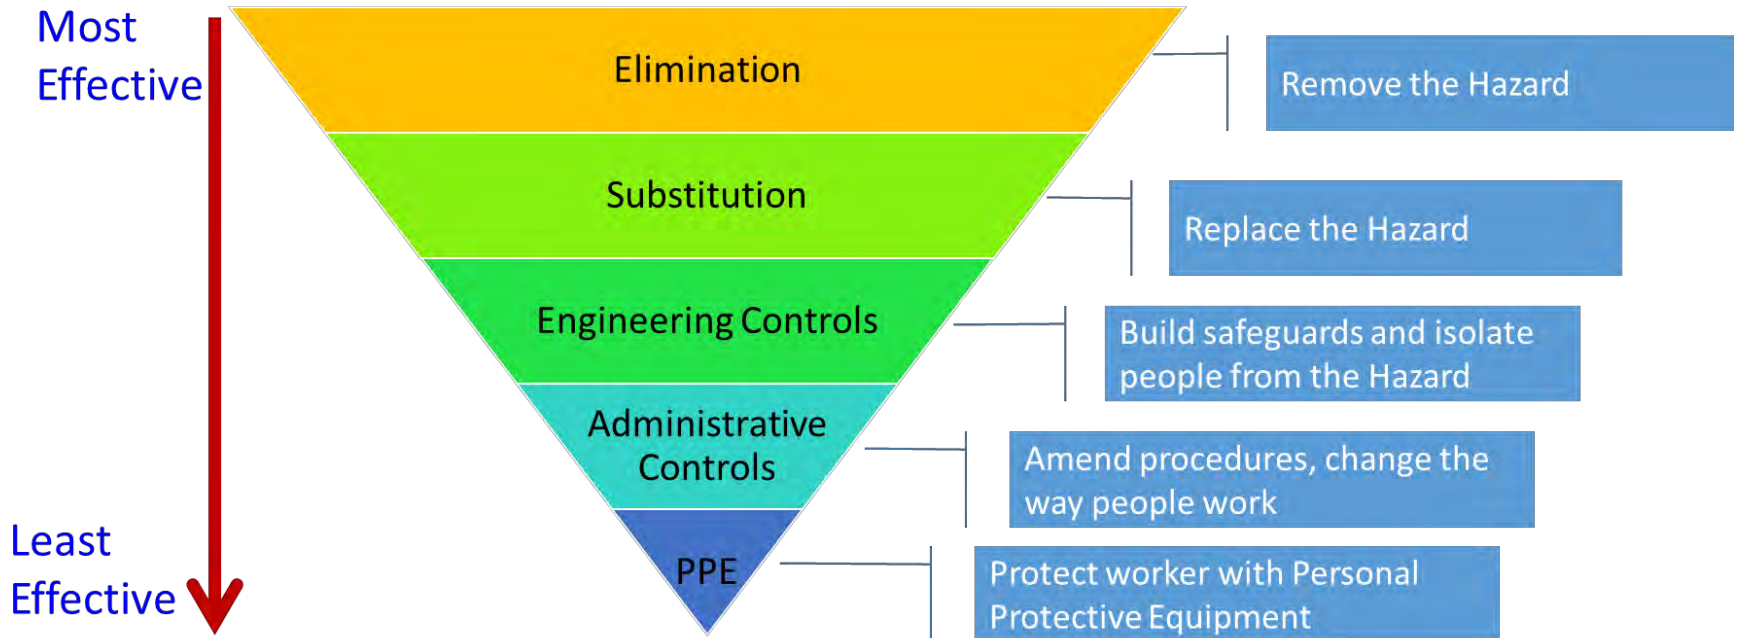 Most
Effective
Elimination
Remove the Hazard
Substitution
Replace the Hazard
Engineering Controls
Build safeguards and isolate
people from the Hazard
Administrative
Controls
Amend procedures, change the
way people work
Least
Effective
PPE
Protect worker with Personal
Protective Equipment